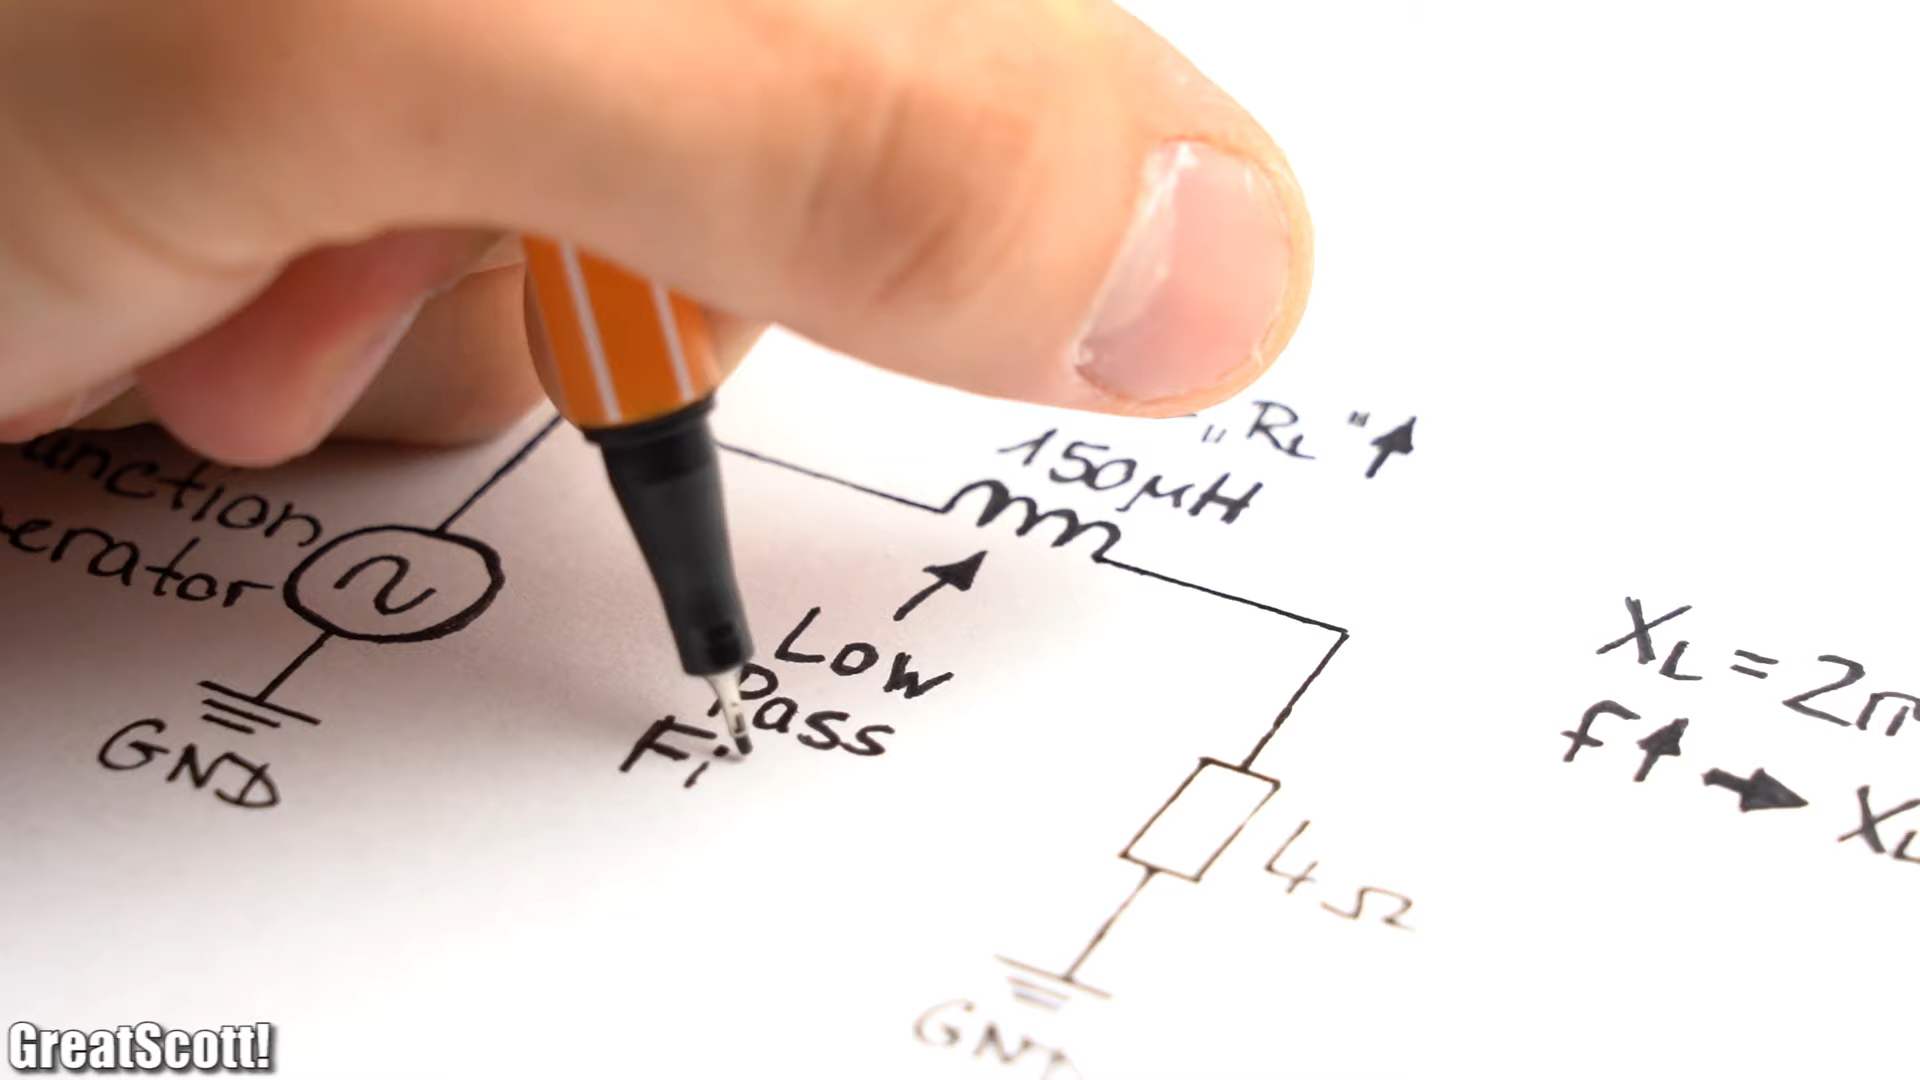 „RL"↑
150µH
unction
erator
Low
Pass
Fi
GND
XL = 2π
f↑ → XL
4Ω
GND
GreatScott!